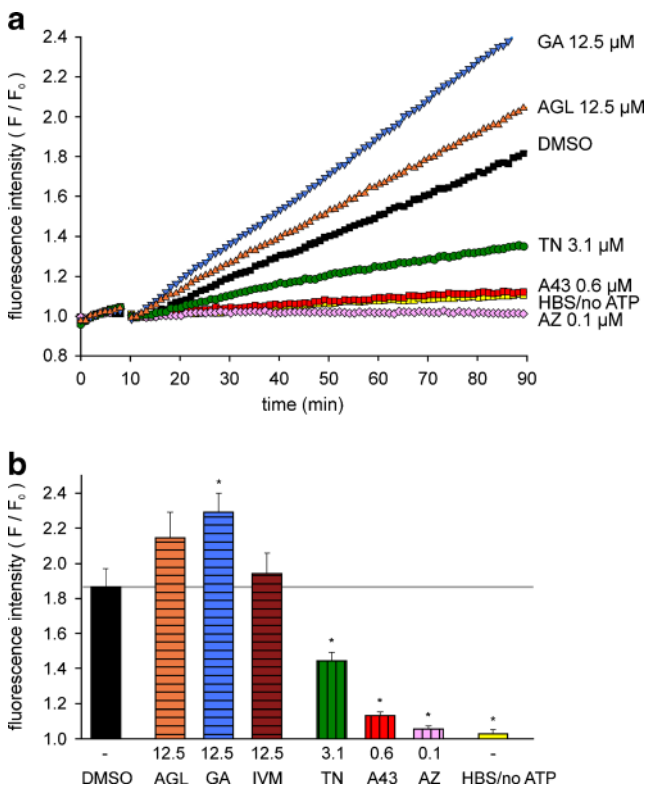 a
fluorescence intensity ( F / F₀ )
2.4
2.2
2.0
1.8
1.6
1.4
1.2
1.0
0.8
GA 12.5 µM
AGL 12.5 µM
DMSO
TN 3.1 µM
A43 0.6 µM
HBS/no ATP
AZ 0.1 µM
0 10 20 30 40 50 60 70 80 90
time (min)
b
fluorescence intensity ( F / F₀ )
2.4
2.2
2.0
1.8
1.6
1.4
1.2
1.0
* * * * *
- 12.5 12.5 12.5 3.1 0.6 0.1 -
DMSO AGL GA IVM TN A43 AZ HBS/no ATP